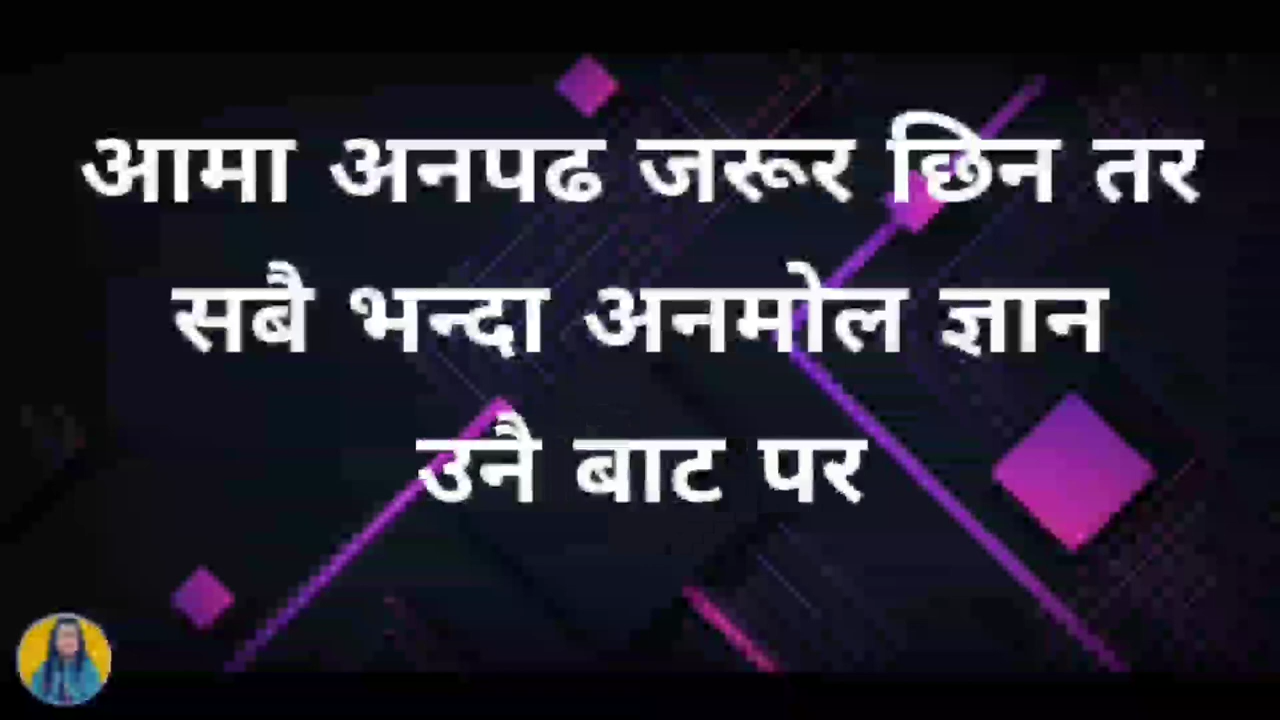 आमा अनपढ जरूर छिन तर
सबै भन्दा अनमोल ज्ञान
उनै बाट पर